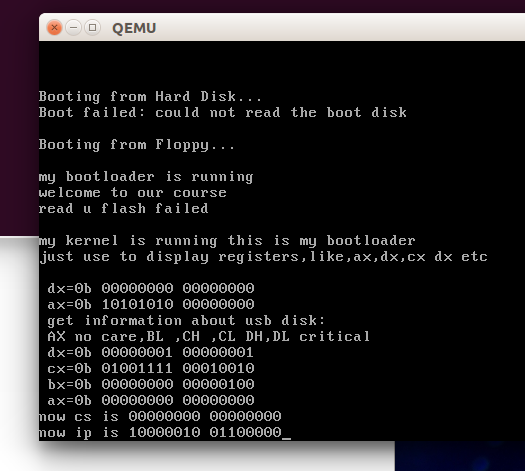 QEMU
Booting from Hard Disk...
Boot failed: could not read the boot disk
Booting from Floppy...
my bootloader is running
welcome to our course
read u flash failed
my kernel is running this is my bootloader
just use to display registers,like,ax,dx,cx dx etc
dx=0b 00000000 00000000
ax=0b 10101010 00000000
get information about usb disk:
AX no care,BL ,CH ,CL DH,DL critical
dx=0b 00000001 00000001
cx=0b 01001111 00010010
bx=0b 00000000 00000100
ax=0b 00000000 00000000
now cs is 00000000 00000000
now ip is 10000010 01100000_